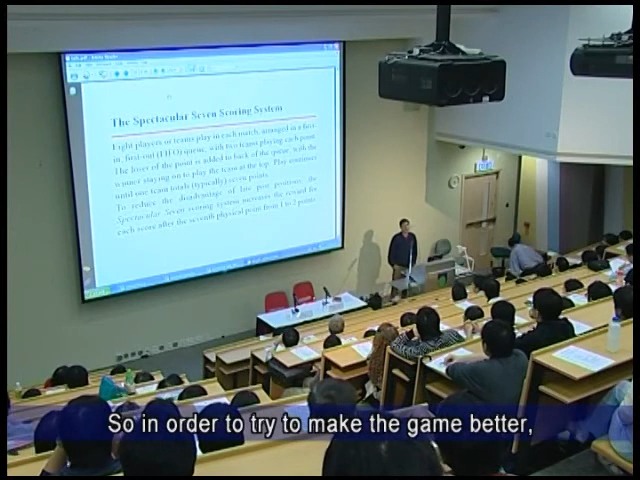 The Spectacular Seven Scoring System
Eight players or teams play in each match, arranged in a first
in, first-out (FIFO) queue, with two teams playing each point.
The loser of the point is added to back of the queue, with the
winner staying on to play the team at the top. Play continues
until one team totals (typically) seven points.
To reduce the disadvantage of late post positions, the
Spectacular Seven scoring system increases the reward for
each score after the seventh physical point from 1 to 2 points.
So in order to try to make the game better,